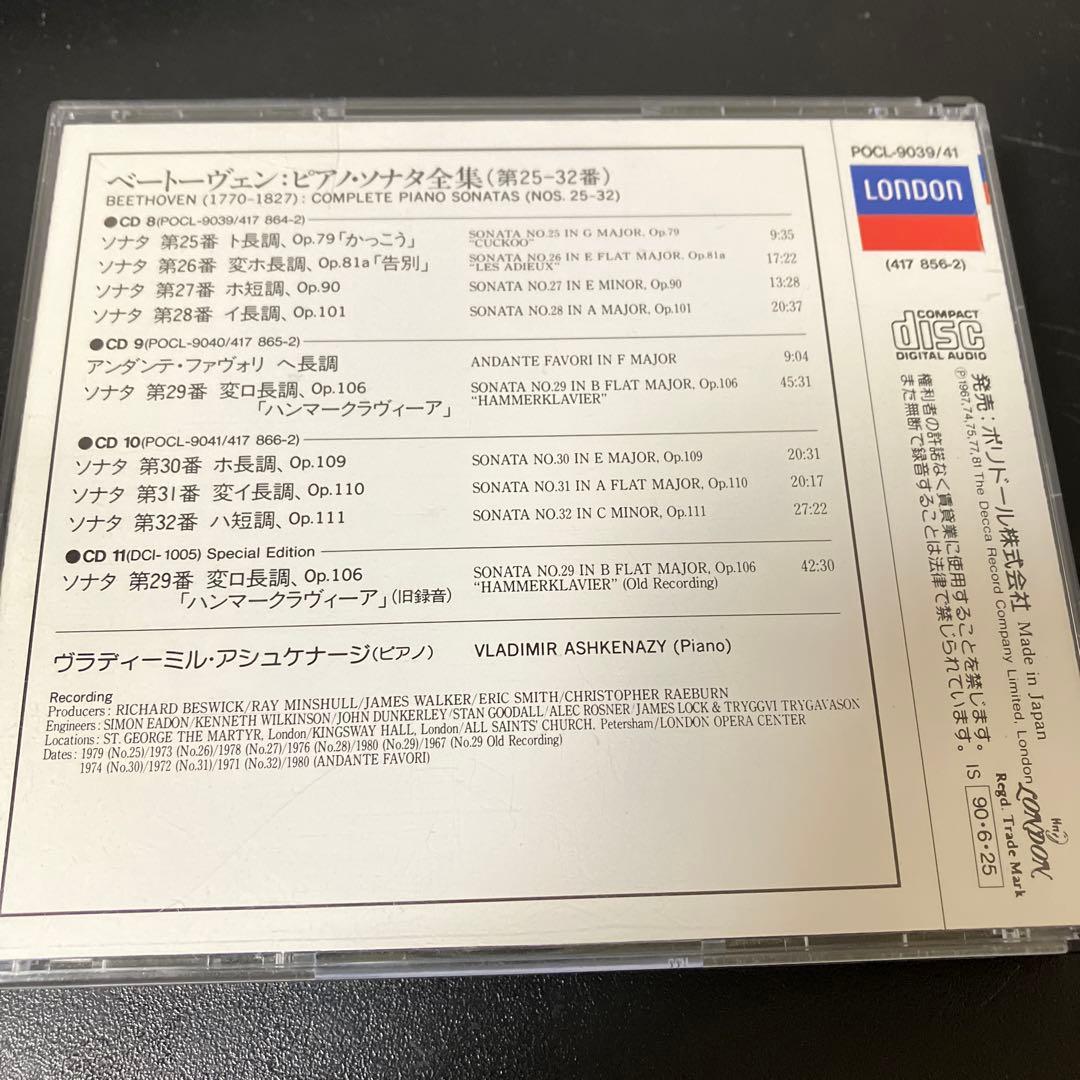 ベートーヴェン:ピアノ・ソナタ全集(第25-32番)
BEETHOVEN (1770-1827) : COMPLETE PIANO SONATAS (NOS. 25-32)
●CD 8(POCL-9039/417 864-2)
ソナタ 第25番 ト長調、Op.79「かっこう」 SONATA NO.25 IN G MAJOR, Op.79 9:35
"CUCKOO"
ソナタ 第26番 変ホ長調、Op.81a「告別」 SONATA NO.26 IN E FLAT MAJOR, Op.81a 17:22
"LES ADIEUX"
ソナタ 第27番 ホ短調、Op.90 SONATA NO.27 IN E MINOR, Op.90 13:28
ソナタ 第28番 イ長調、Op.101 SONATA NO.28 IN A MAJOR, Op.101 20:37
●CD 9(POCL-9040/417 865-2)
アンダンテ・ファヴォリ ヘ長調 ANDANTE FAVORI IN F MAJOR 9:04
ソナタ 第29番 変ロ長調、Op.106 SONATA NO.29 IN B FLAT MAJOR, Op.106 45:31
「ハンマークラヴィーア」 "HAMMERKLAVIER"
●CD 10(POCL-9041/417 866-2)
ソナタ 第30番 ホ長調、Op.109 SONATA NO.30 IN E MAJOR, Op.109 20:31
ソナタ 第31番 変イ長調、Op.110 SONATA NO.31 IN A FLAT MAJOR, Op.110 20:17
ソナタ 第32番 ハ短調、Op.111 SONATA NO.32 IN C MINOR, Op.111 27:22
●CD 11(DCI-1005) Special Edition
ソナタ 第29番 変ロ長調、Op.106 SONATA NO.29 IN B FLAT MAJOR, Op.106 42:30
「ハンマークラヴィーア」(旧録音) "HAMMERKLAVIER" (Old Recording)
ヴラディーミル・アシュケナージ(ピアノ) VLADIMIR ASHKENAZY (Piano)
Recording
Producers : RICHARD BESWICK/RAY MINSHULL/JAMES WALKER/ERIC SMITH/CHRISTOPHER RAEBURN
Engineers : SIMON EADON/KENNETH WILKINSON/JOHN DUNKERLEY/STAN GOODALL/ALEC ROSNER/JAMES LOCK & TRYGGVI TRYGAVASON
Locations : ST. GEORGE THE MARTYR, London/KINGSWAY HALL, London/ALL SAINTS' CHURCH, Petersham/LONDON OPERA CENTER
Dates : 1979 (No.25)/1973 (No.26)/1978 (No.27)/1976 (No.28)/1980 (No.29)/1967 (No.29 Old Recording)
1974 (No.30)/1972 (No.31)/1971 (No.32)/1980 (ANDANTE FAVORI)
POCL-9039/41
LONDON
(417 856-2)
COMPACT
disc
DIGITAL AUDIO
発売:ポリドール株式会社 Made in Japan
Ⓟ1967,74,75,77,81 The Decca Record Company Limited, London
権利者の許諾なく賃貸業に使用することを禁じます。
また無断で録音することは法律で禁じられています。 IS 90・6・25
LONDON
Regd. Trade Mark